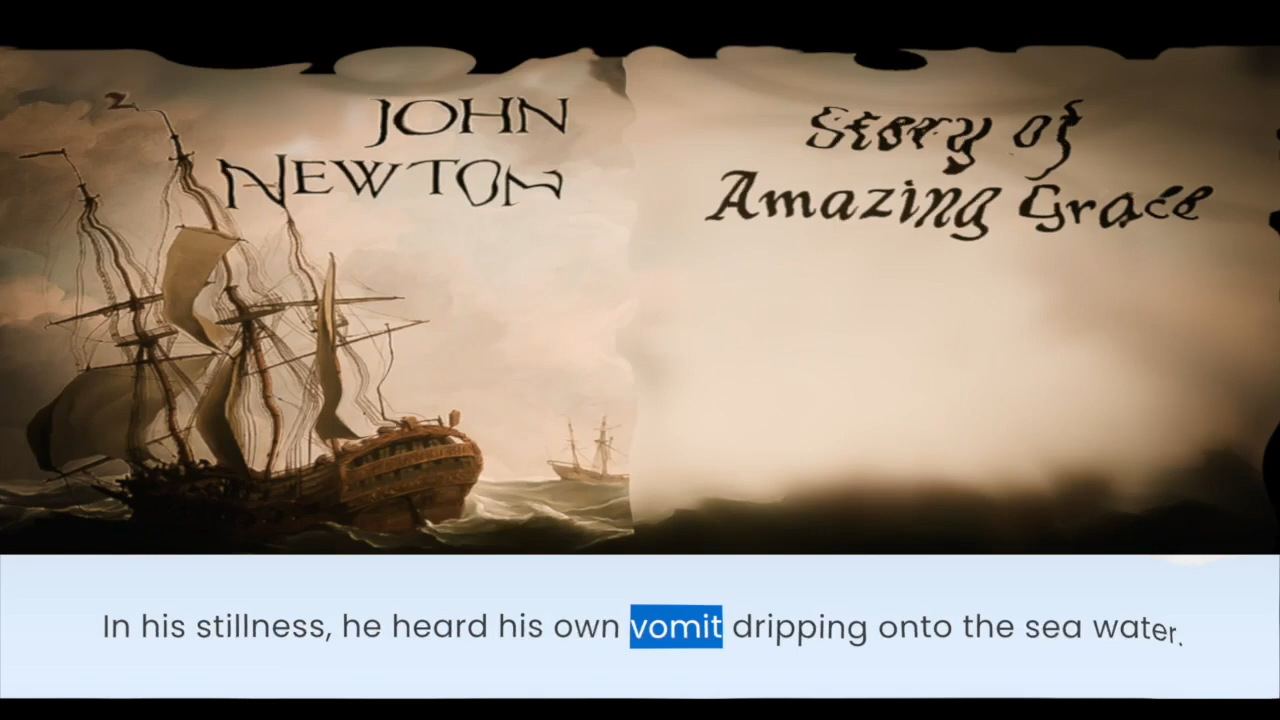 JOHN
NEWTON
Story of
Amazing Grace
In his stillness, he heard his own vomit dripping onto the sea water.